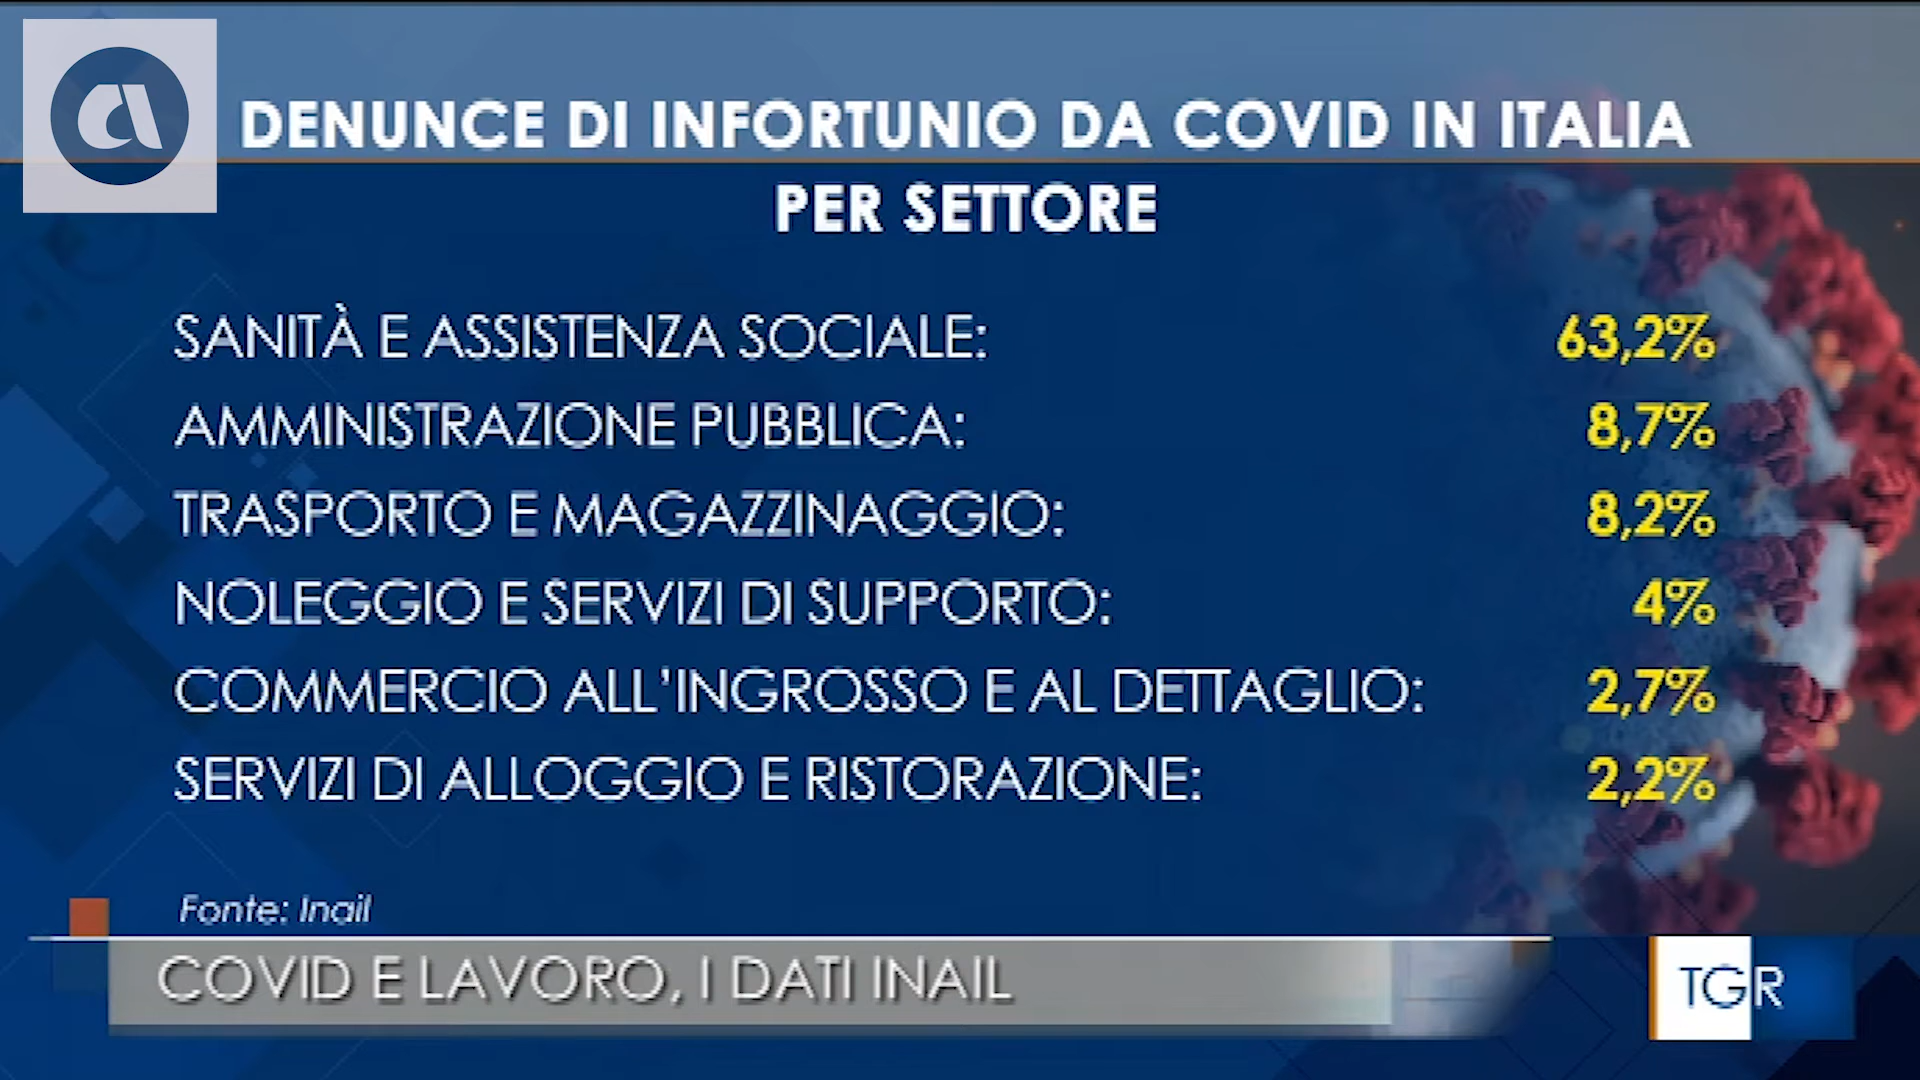 DENUNCE DI INFORTUNIO DA COVID IN ITALIA
PER SETTORE
SANITÀ E ASSISTENZA SOCIALE: 63,2%
AMMINISTRAZIONE PUBBLICA: 8,7%
TRASPORTO E MAGAZZINAGGIO: 8,2%
NOLEGGIO E SERVIZI DI SUPPORTO: 4%
COMMERCIO ALL'INGROSSO E AL DETTAGLIO: 2,7%
SERVIZI DI ALLOGGIO E RISTORAZIONE: 2,2%
Fonte: Inail
COVID E LAVORO, I DATI INAIL
TGR